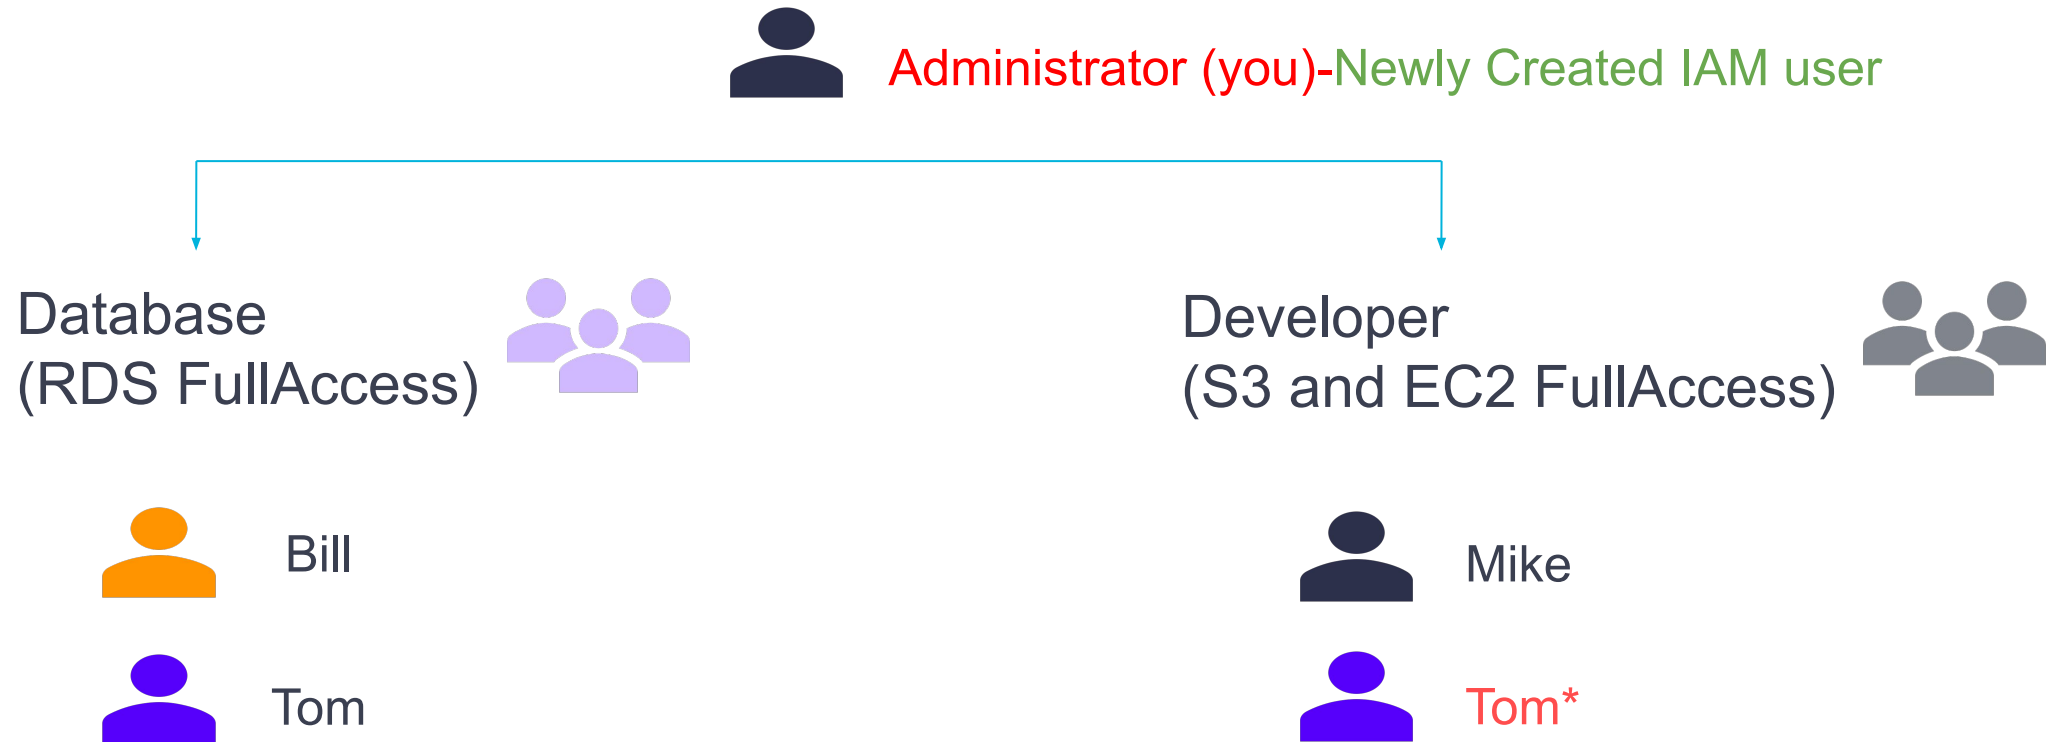 Administrator (you)-Newly Created IAM user
Database
(RDS FullAccess)
Developer
(S3 and EC2 FullAccess)
Bill
Mike
Tom
Tom*